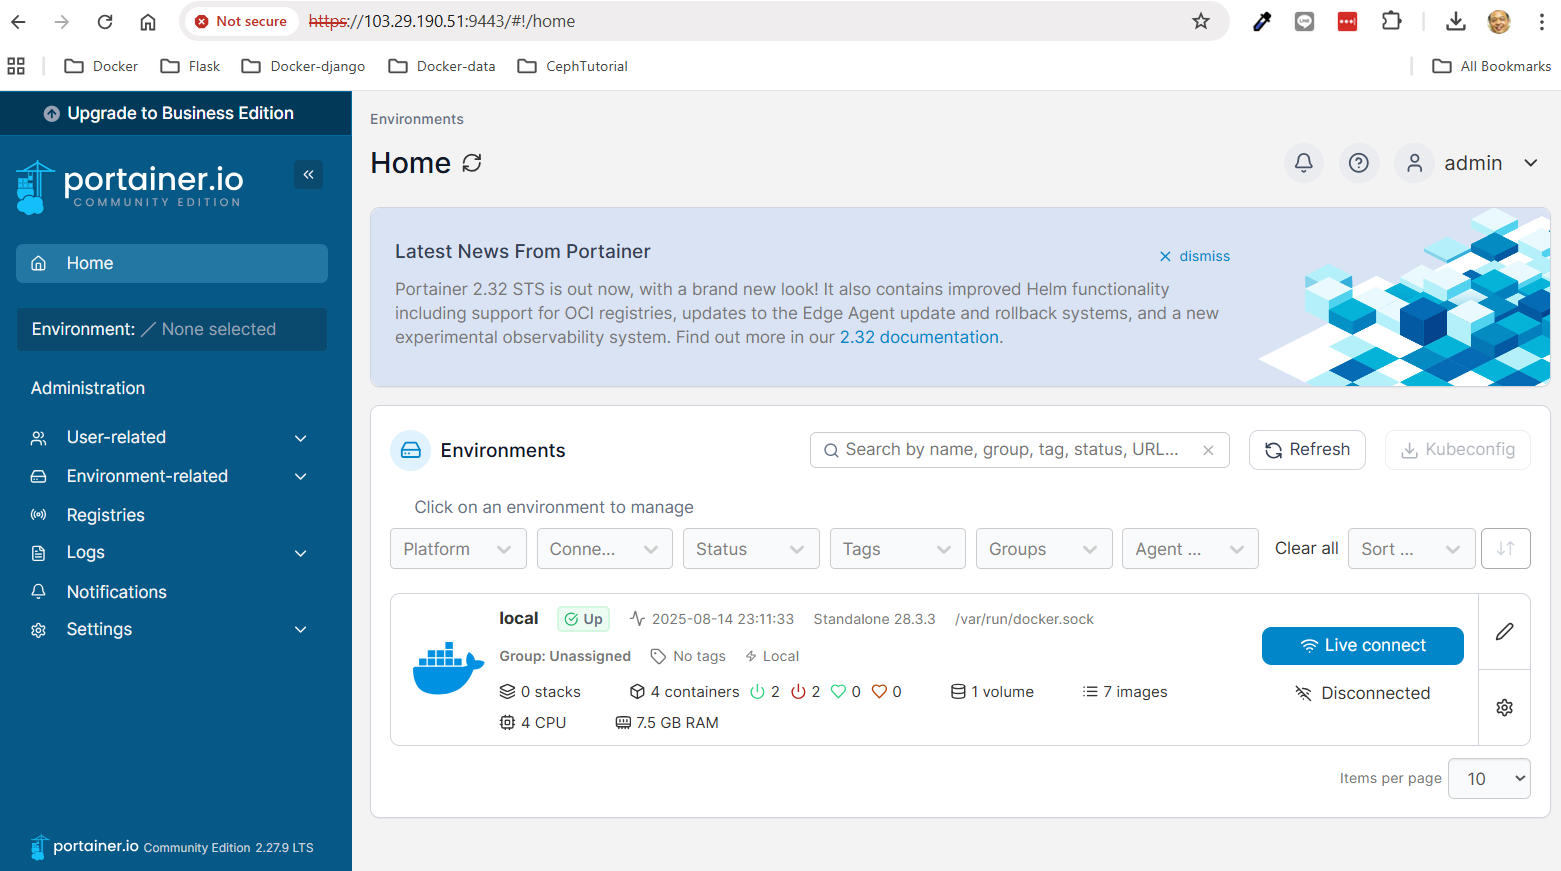 Not secure https://103.29.190.51:9443/#!/home
Docker Flask Docker-django Docker-data CephTutorial All Bookmarks
Upgrade to Business Edition
portainer.io
COMMUNITY EDITION
Home
Environment: / None selected
Administration
User-related
Environment-related
Registries
Logs
Notifications
Settings
portainer.io Community Edition 2.27.9 LTS
Environments
Home
admin
Latest News From Portainer
dismiss
Portainer 2.32 STS is out now, with a brand new look! It also contains improved Helm functionality
including support for OCI registries, updates to the Edge Agent update and rollback systems, and a new
experimental observability system. Find out more in our 2.32 documentation.
Environments
Search by name, group, tag, status, URL...
Refresh
Kubeconfig
Click on an environment to manage
Platform Conne... Status Tags Groups Agent ... Clear all Sort ...
local Up 2025-08-14 23:11:33 Standalone 28.3.3 /var/run/docker.sock
Group: Unassigned No tags Local
0 stacks 4 containers 2 2 0 0 1 volume 7 images
4 CPU 7.5 GB RAM
Live connect
Disconnected
Items per page 10